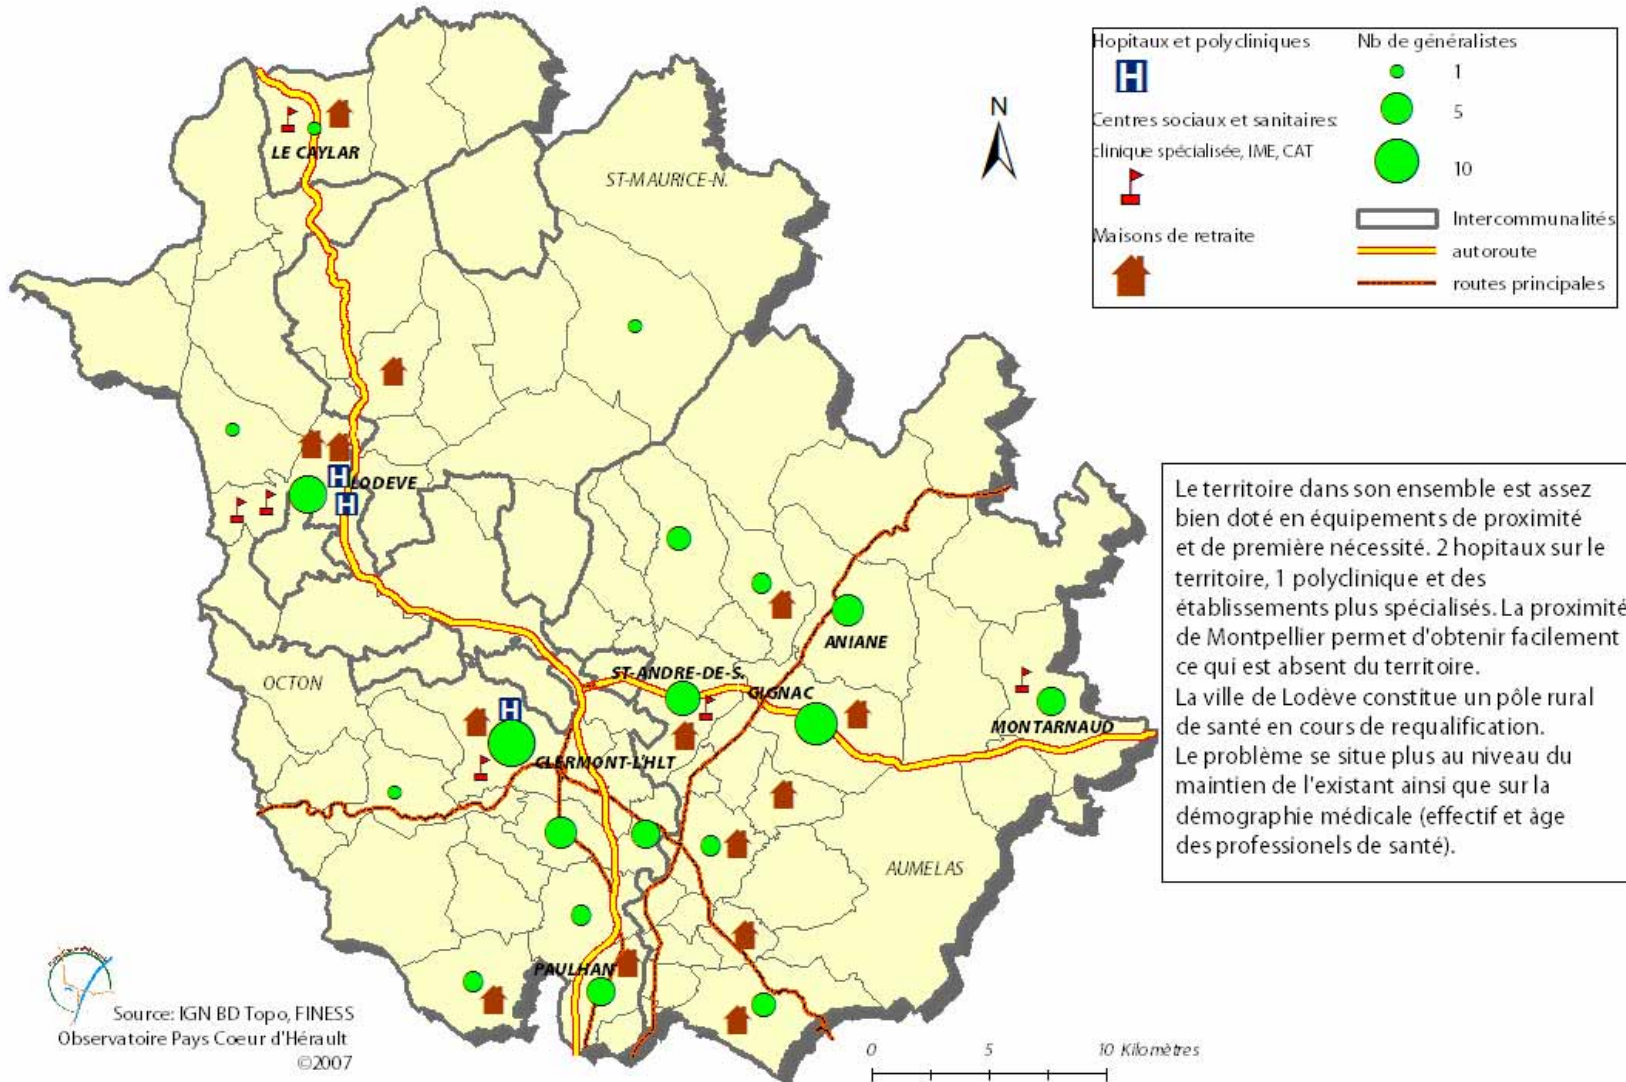 Hopitaux et polycliniques
H
Centres sociaux et sanitaires:
clinique spécialisée, IME, CAT
Maisons de retraite
Nb de généralistes
1
5
10
Intercommunalités
autoroute
routes principales
N
LE CAYLAR
ST-MAURICE-N.
H
LODEVE
H
ANIANE
ST-ANDRE-DE-S.
OCTON
GIGNAC
H
MONTARNAUD
CLERMONT-L'HLT
AUMELAS
PAULHAN
Le territoire dans son ensemble est assez
bien doté en équipements de proximité
et de première nécessité. 2 hopitaux sur le
territoire, 1 polyclinique et des
établissements plus spécialisés. La proximité
de Montpellier permet d'obtenir facilement
ce qui est absent du territoire.
La ville de Lodève constitue un pôle rural
de santé en cours de requalification.
Le problème se situe plus au niveau du
maintien de l'existant ainsi que sur la
démographie médicale (effectif et âge
des professionels de santé).
Source: IGN BD Topo, FINESS
Observatoire Pays Coeur d'Hérault
©2007
0 5 10 Kilomètres